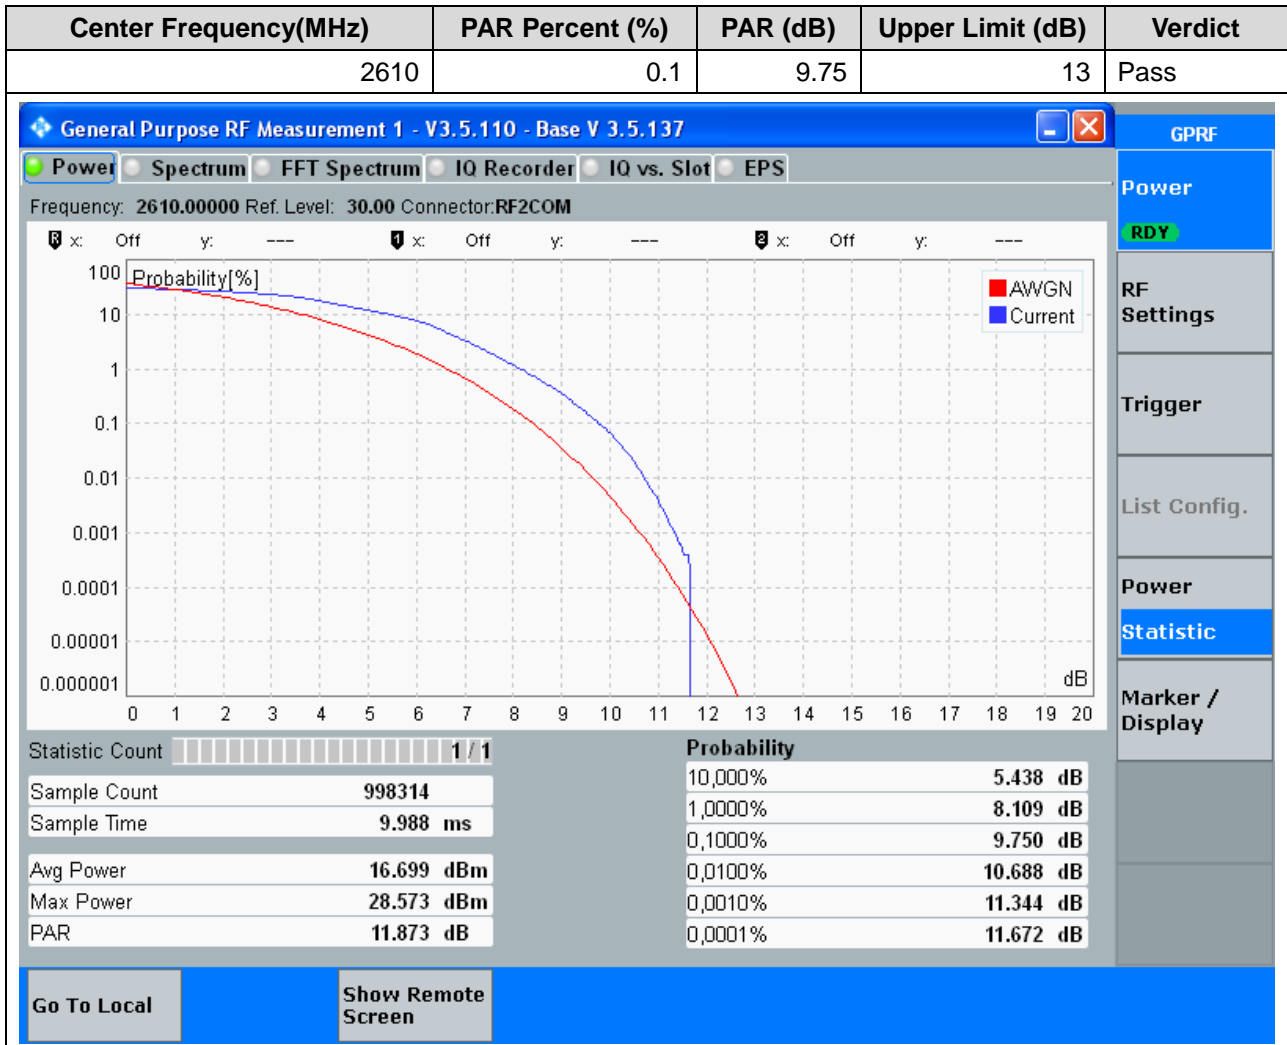 Center Frequency(MHz) PAR Percent (%) PAR (dB) Upper Limit (dB) Verdict
2610 0.1 9.75 13 Pass
General Purpose RF Measurement 1 - V3.5.110 - Base V 3.5.137
GPRF
Power Spectrum FFT Spectrum IQ Recorder IQ vs. Slot EPS
Power
RDY
Frequency: 2610.00000 Ref. Level: 30.00 Connector:RF2COM
R x: Off y: --- 1 x: Off y: --- 2 x: Off y: ---
Probability[%]
AWGN
Current
100
10
1
0.1
0.01
0.001
0.0001
0.00001
0.000001
dB
0 1 2 3 4 5 6 7 8 9 10 11 12 13 14 15 16 17 18 19 20
RF
Settings
Trigger
List Config.
Power
Statistic
Marker /
Display
Statistic Count 1 / 1
Sample Count 998314
Sample Time 9.988 ms
Avg Power 16.699 dBm
Max Power 28.573 dBm
PAR 11.873 dB
Probability
10,000% 5.438 dB
1,0000% 8.109 dB
0,1000% 9.750 dB
0,0100% 10.688 dB
0,0010% 11.344 dB
0,0001% 11.672 dB
Go To Local
Show Remote
Screen